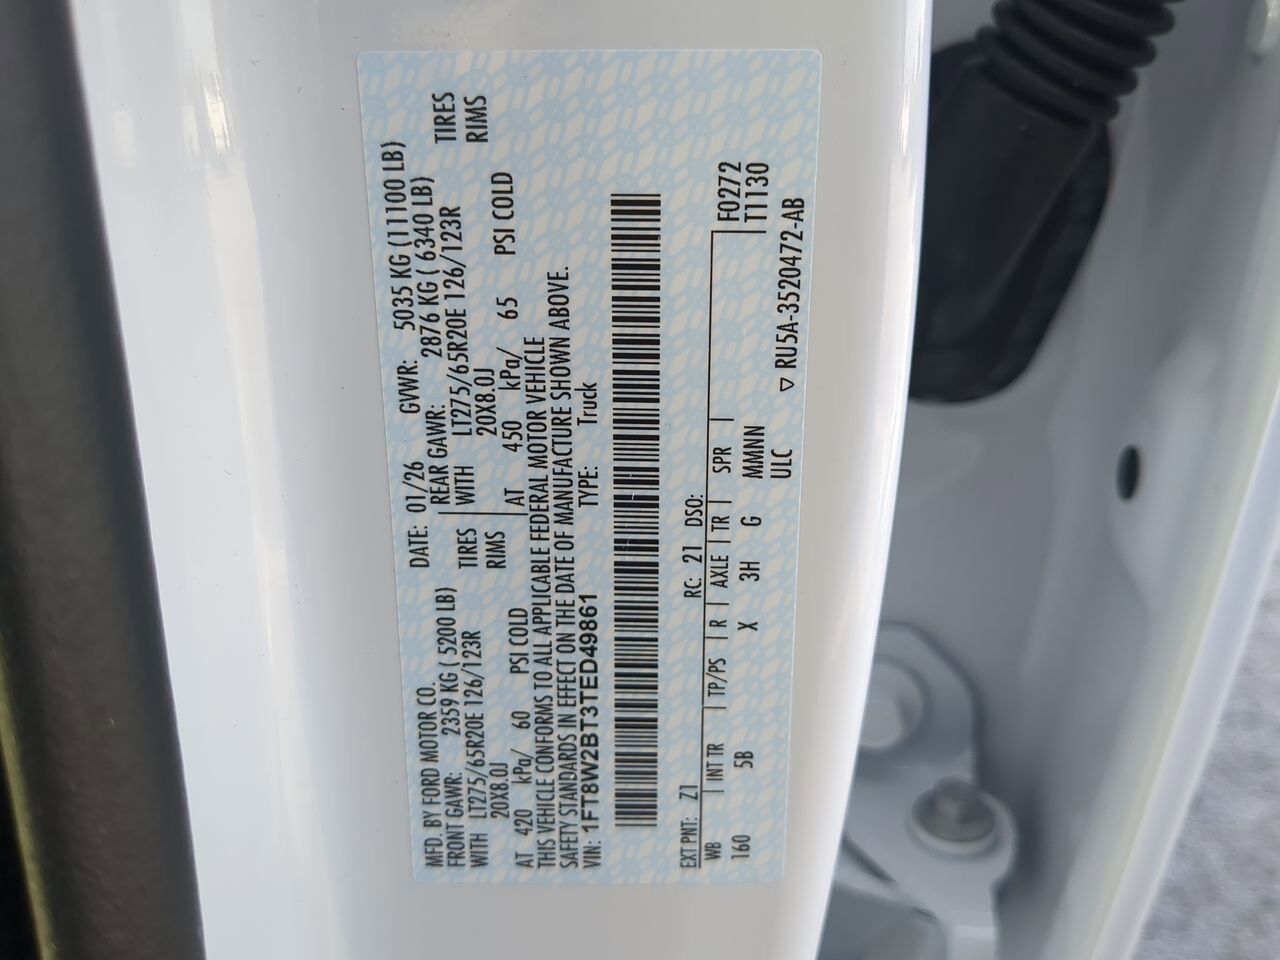 MFD. BY FORD MOTOR CO.
DATE: 01/26 GVWR: 5035 KG (11100 LB)
FRONT GAWR: 2359 KG ( 5200 LB) REAR GAWR: 2876 KG ( 6340 LB)
WITH LT275/65R20E 126/123R TIRES WITH LT275/65R20E 126/123R TIRES
20X8.0J RIMS 20X8.0J RIMS
AT 420 kPa/ 60 PSI COLD AT 450 kPa/ 65 PSI COLD
THIS VEHICLE CONFORMS TO ALL APPLICABLE FEDERAL MOTOR VEHICLE
SAFETY STANDARDS IN EFFECT ON THE DATE OF MANUFACTURE SHOWN ABOVE.
VIN: 1FT8W2BT3TED49861 TYPE: Truck
EXT PNT: Z1 RC: 21 DSO:
WB INT TR TP/PS R AXLE TR SPR F0272
160 5B X 3H G MMNN T1130
ULC ▽ RU5A-3520472-AB